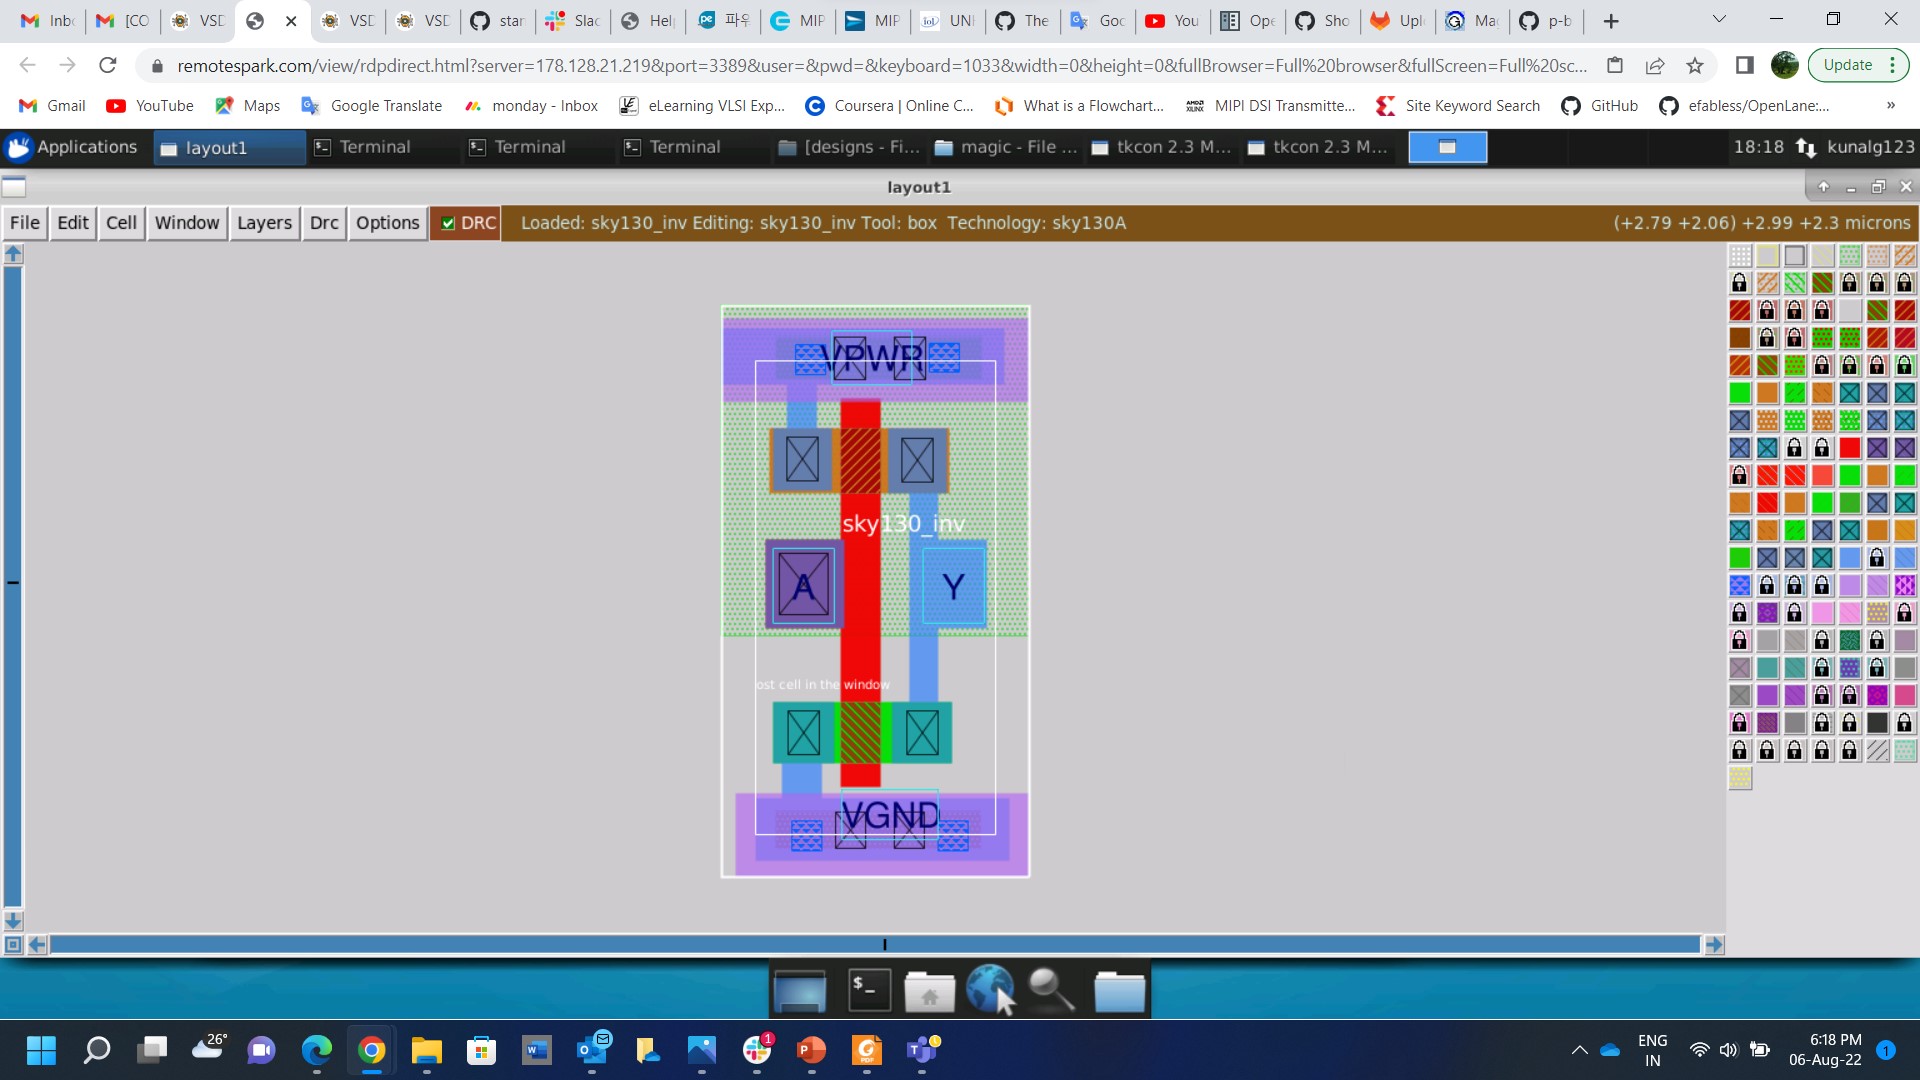 Inb
[CO
VSD
VSD
VSD
star
Slac
Hel
파우
MIP
MIP
UNI
The
Goo
You
Ope
Sho
Upl
Ma
p-b
remotespark.com/view/rdpdirect.html?server=178.128.21.219&port=3389&user=&pwd=&keyboard=1033&width=0&height=0&fullBrowser=Full%20browser&fullScreen=Full%20sc...
Update
Gmail
YouTube
Maps
Google Translate
monday - Inbox
eLearning VLSI Exp...
Coursera | Online C...
What is a Flowchart...
MIPI DSI Transmitte...
Site Keyword Search
GitHub
efabless/OpenLane:...
»
Applications
layout1
Terminal
Terminal
Terminal
[designs - Fi...
magic - File ...
tkcon 2.3 M...
tkcon 2.3 M...
18:18
kunalg123
layout1
File
Edit
Cell
Window
Layers
Drc
Options
DRC
Loaded: sky130_inv Editing: sky130_inv Tool: box Technology: sky130A
(+2.79 +2.06) +2.99 +2.3 microns
VPWR
sky130_inv
A
Y
ost cell in the window
VGND
26°
1
ENG
IN
6:18 PM
06-Aug-22
1